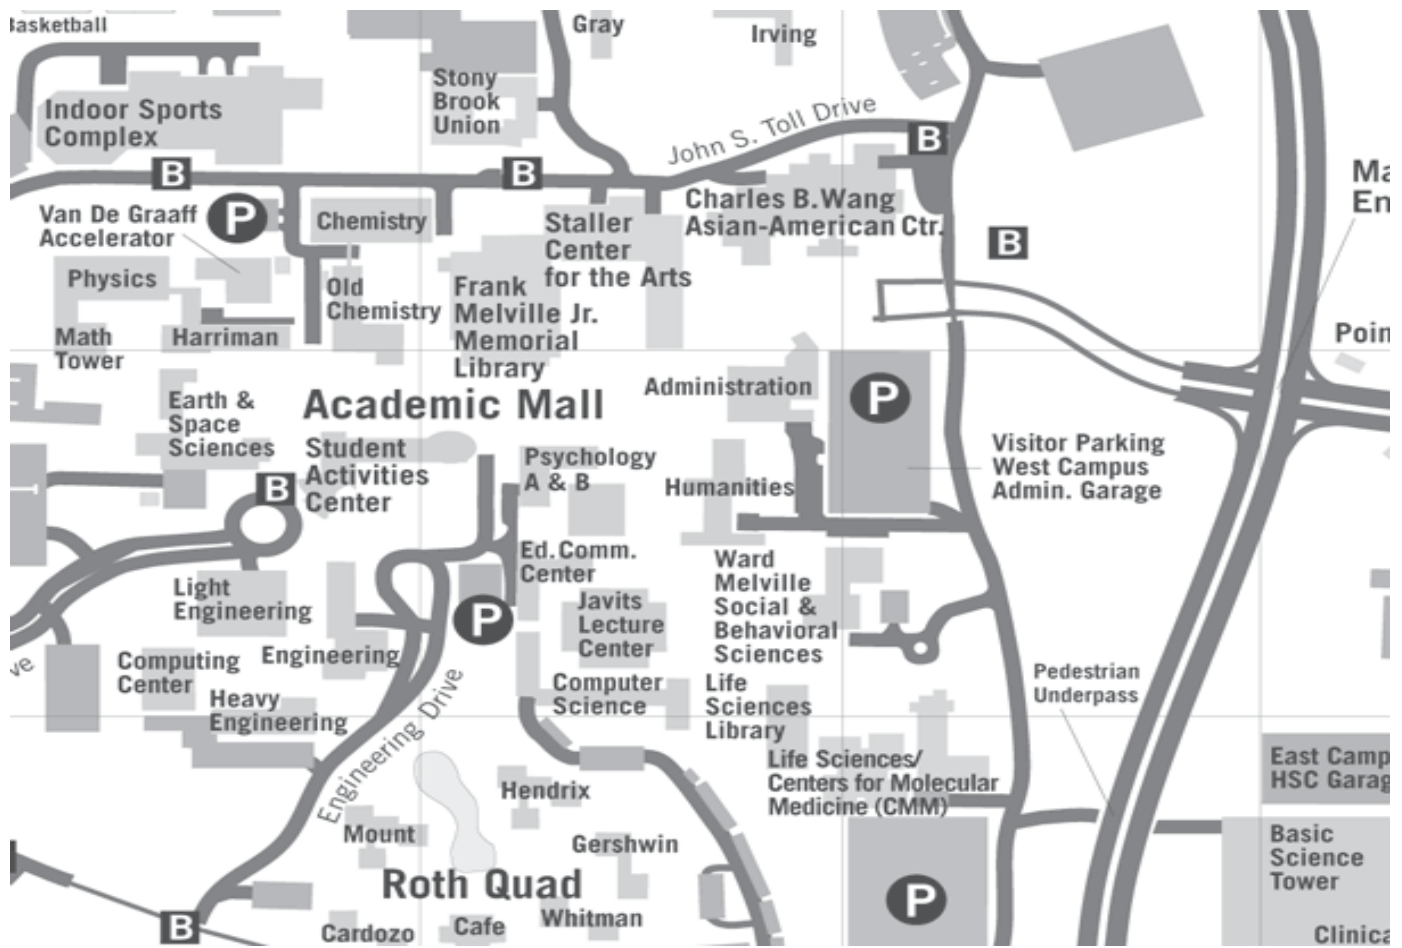 Basketball
Gray
Irving
Stony
Brook
Union
Indoor Sports
Complex
John S. Toll Drive
B
B
B
Van De Graaff
Accelerator
P
Chemistry
Staller
Center
for the Arts
Charles B. Wang
Asian-American Ctr.
B
Physics
Old
Chemistry
Frank
Melville Jr.
Memorial
Library
Math
Tower
Harriman
Administration
P
Earth &
Space
Sciences
Academic Mall
Student
Activities
Center
B
Psychology
A & B
Humanities
Visitor Parking
West Campus
Admin. Garage
Ed. Comm.
Center
Light
Engineering
P
Javits
Lecture
Center
Ward
Melville
Social &
Behavioral
Sciences
Computing
Center
Engineering
Heavy
Engineering
Engineering Drive
Computer
Science
Life
Sciences
Library
Pedestrian
Underpass
Life Sciences/
Centers for Molecular
Medicine (CMM)
East Camp
HSC Garag
Hendrix
Mount
Gershwin
Basic
Science
Tower
Roth Quad
P
B
Cardozo
Cafe
Whitman
Clinica
Ma
En
Poin
ve